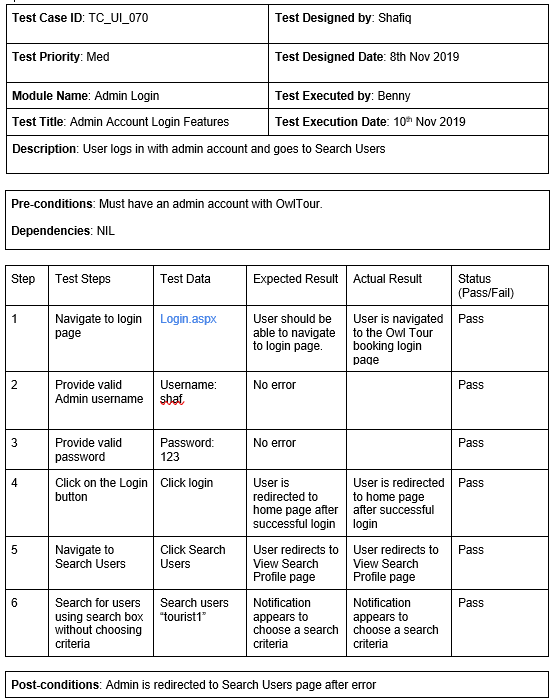 Test Case ID: TC_UI_070
Test Designed by: Shafiq
Test Priority: Med
Test Designed Date: 8th Nov 2019
Module Name: Admin Login
Test Executed by: Benny
Test Title: Admin Account Login Features
Test Execution Date: 10th Nov 2019
Description: User logs in with admin account and goes to Search Users
Pre-conditions: Must have an admin account with OwlTour.
Dependencies: NIL
Step
Test Steps
Test Data
Expected Result
Actual Result
Status
(Pass/Fail)
1
Navigate to login
page
Login.aspx
User should be
able to navigate
to login page.
User is navigated
to the Owl Tour
booking login
page
Pass
2
Provide valid
Admin username
Username:
shaf
No error
Pass
3
Provide valid
password
Password:
123
No error
Pass
4
Click on the Login
button
Click login
User is
redirected to
home page after
successful login
User is redirected
to home page
after successful
login
Pass
5
Navigate to
Search Users
Click Search
Users
User redirects to
View Search
Profile page
User redirects to
View Search
Profile page
Pass
6
Search for users
using search box
without choosing
criteria
Search users
“tourist1”
Notification
appears to
choose a search
criteria
Notification
appears to
choose a search
criteria
Pass
Post-conditions: Admin is redirected to Search Users page after error